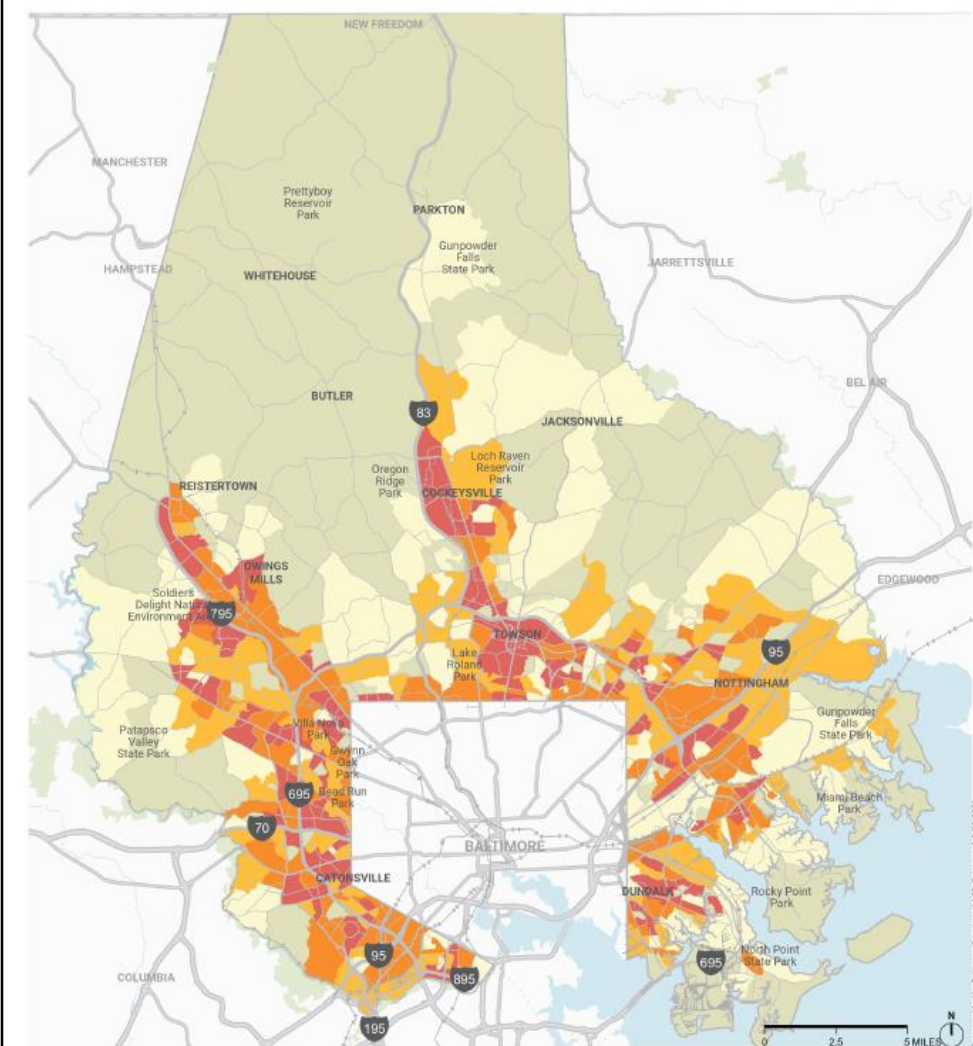 NEW FREEDOM
MANCHESTER
Prettyboy
Reservoir
Park
PARKTON
Gunpowder
Falls
State Park
HAMPSTEAD
WHITEHOUSE
JARRETTSVILLE
BUTLER
BEL AIR
83
JACKSONVILLE
Oregon
Ridge
Park
Loch Raven
Reservoir
Park
REISTERTOWN
COCKEYSVILLE
OWINGS
MILLS
EDGEWOOD
Soldiers
Delight Natural
Environment
795
TOWSON
95
Lake
Roland
Park
NOTTINGHAM
Patapsco
Valley
State Park
Villa Nova
Park
Gwynn
Oak
Park
Gunpowder
Falls
State Park
695
Dead Run
Park
Miami Beach
Park
70
BALTIMORE
CATONSVILLE
DUNDALK
Rocky Point
Park
95
North Point
State Park
COLUMBIA
895
695
195
N
0 2.5 5 MILES